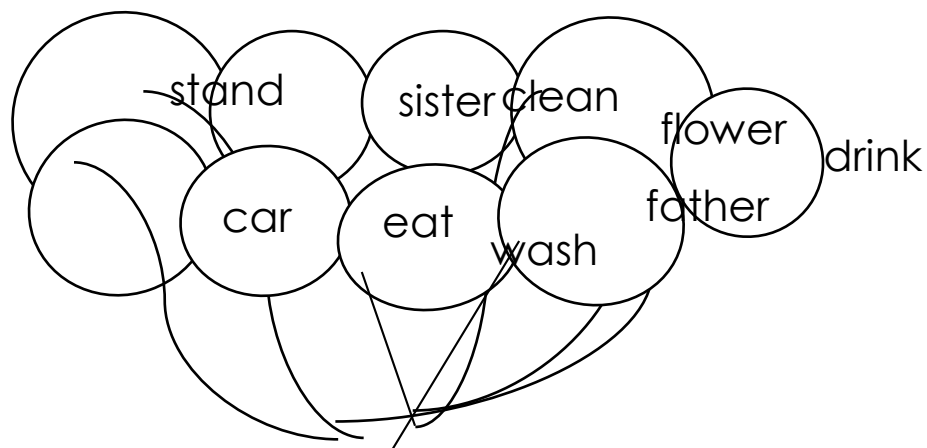 stand
sister
clean
flower
drink
car
eat
father
wash